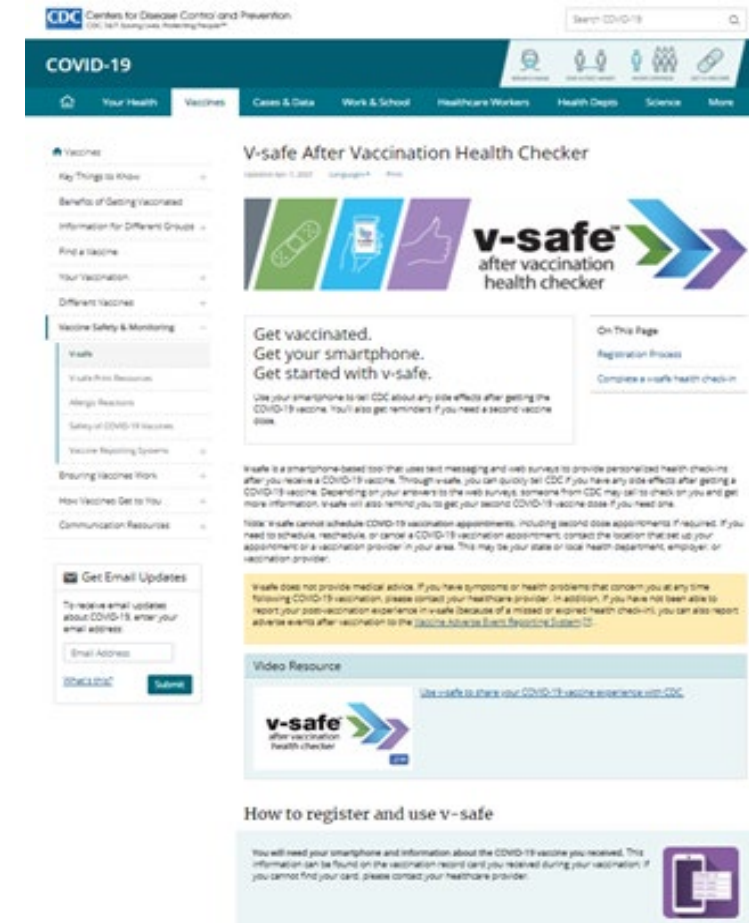 CDC Centers for Disease Control and Prevention
CDC 24/7: Saving Lives, Protecting People™
Search COVID-19
COVID-19
Your Health
Vaccines
Cases & Data
Work & School
Healthcare Workers
Health Depts
Science
More
Vaccines
Key Things to Know
Benefits of Getting Vaccinated
Information for Different Groups
Find a Vaccine
Your Vaccination
Different Vaccines
Vaccine Safety & Monitoring
V-safe
V-safe Print Resources
Allergic Reactions
Safety of COVID-19 Vaccines
Vaccine Reporting Systems
Ensuring Vaccines Work
How Vaccines Get to You
Communication Resources
Get Email Updates
To receive email updates
about COVID-19, enter your
email address:
Email Address
What's this?
Submit
V-safe After Vaccination Health Checker
Languages
Print
v-safe™
after vaccination
health checker
Get vaccinated.
Get your smartphone.
Get started with v-safe.
Use your smartphone to tell CDC about any side effects after getting the
COVID-19 vaccine. You'll also get reminders if you need a second vaccine
dose.
On This Page
Registration Process
Complete a v-safe health check-in
V-safe is a smartphone-based tool that uses text messaging and web surveys to provide personalized health check-ins
after you receive a COVID-19 vaccine. Through v-safe, you can quickly tell CDC if you have any side effects after getting a
COVID-19 vaccine. Depending on your answers to the web surveys, someone from CDC may call to check on you and get
more information. V-safe will also remind you to get your second COVID-19 vaccine dose if you need one.
Note: V-safe cannot schedule COVID-19 vaccination appointments, including second dose appointments if required. If you
need to schedule, reschedule, or cancel a COVID-19 vaccination appointment, contact the location that set up your
appointment or a vaccination provider in your area. This may be your state or local health department, employer, or
vaccination provider.
V-safe does not provide medical advice. If you have symptoms or health problems that concern you at any time
following COVID-19 vaccination, please contact your healthcare provider. In addition, if you have not been able to
report your post-vaccination experience in v-safe (because of a missed or expired health check-in), you can also report
adverse events after vaccination to the Vaccine Adverse Event Reporting System
Video Resource
v-safe
after vaccination
health checker
Use v-safe to share your COVID-19 vaccine experience with CDC.
How to register and use v-safe
You will need your smartphone and information about the COVID-19 vaccine you received. This
information can be found on the vaccination record card you received during your vaccination; if
you cannot find your card, please contact your healthcare provider.